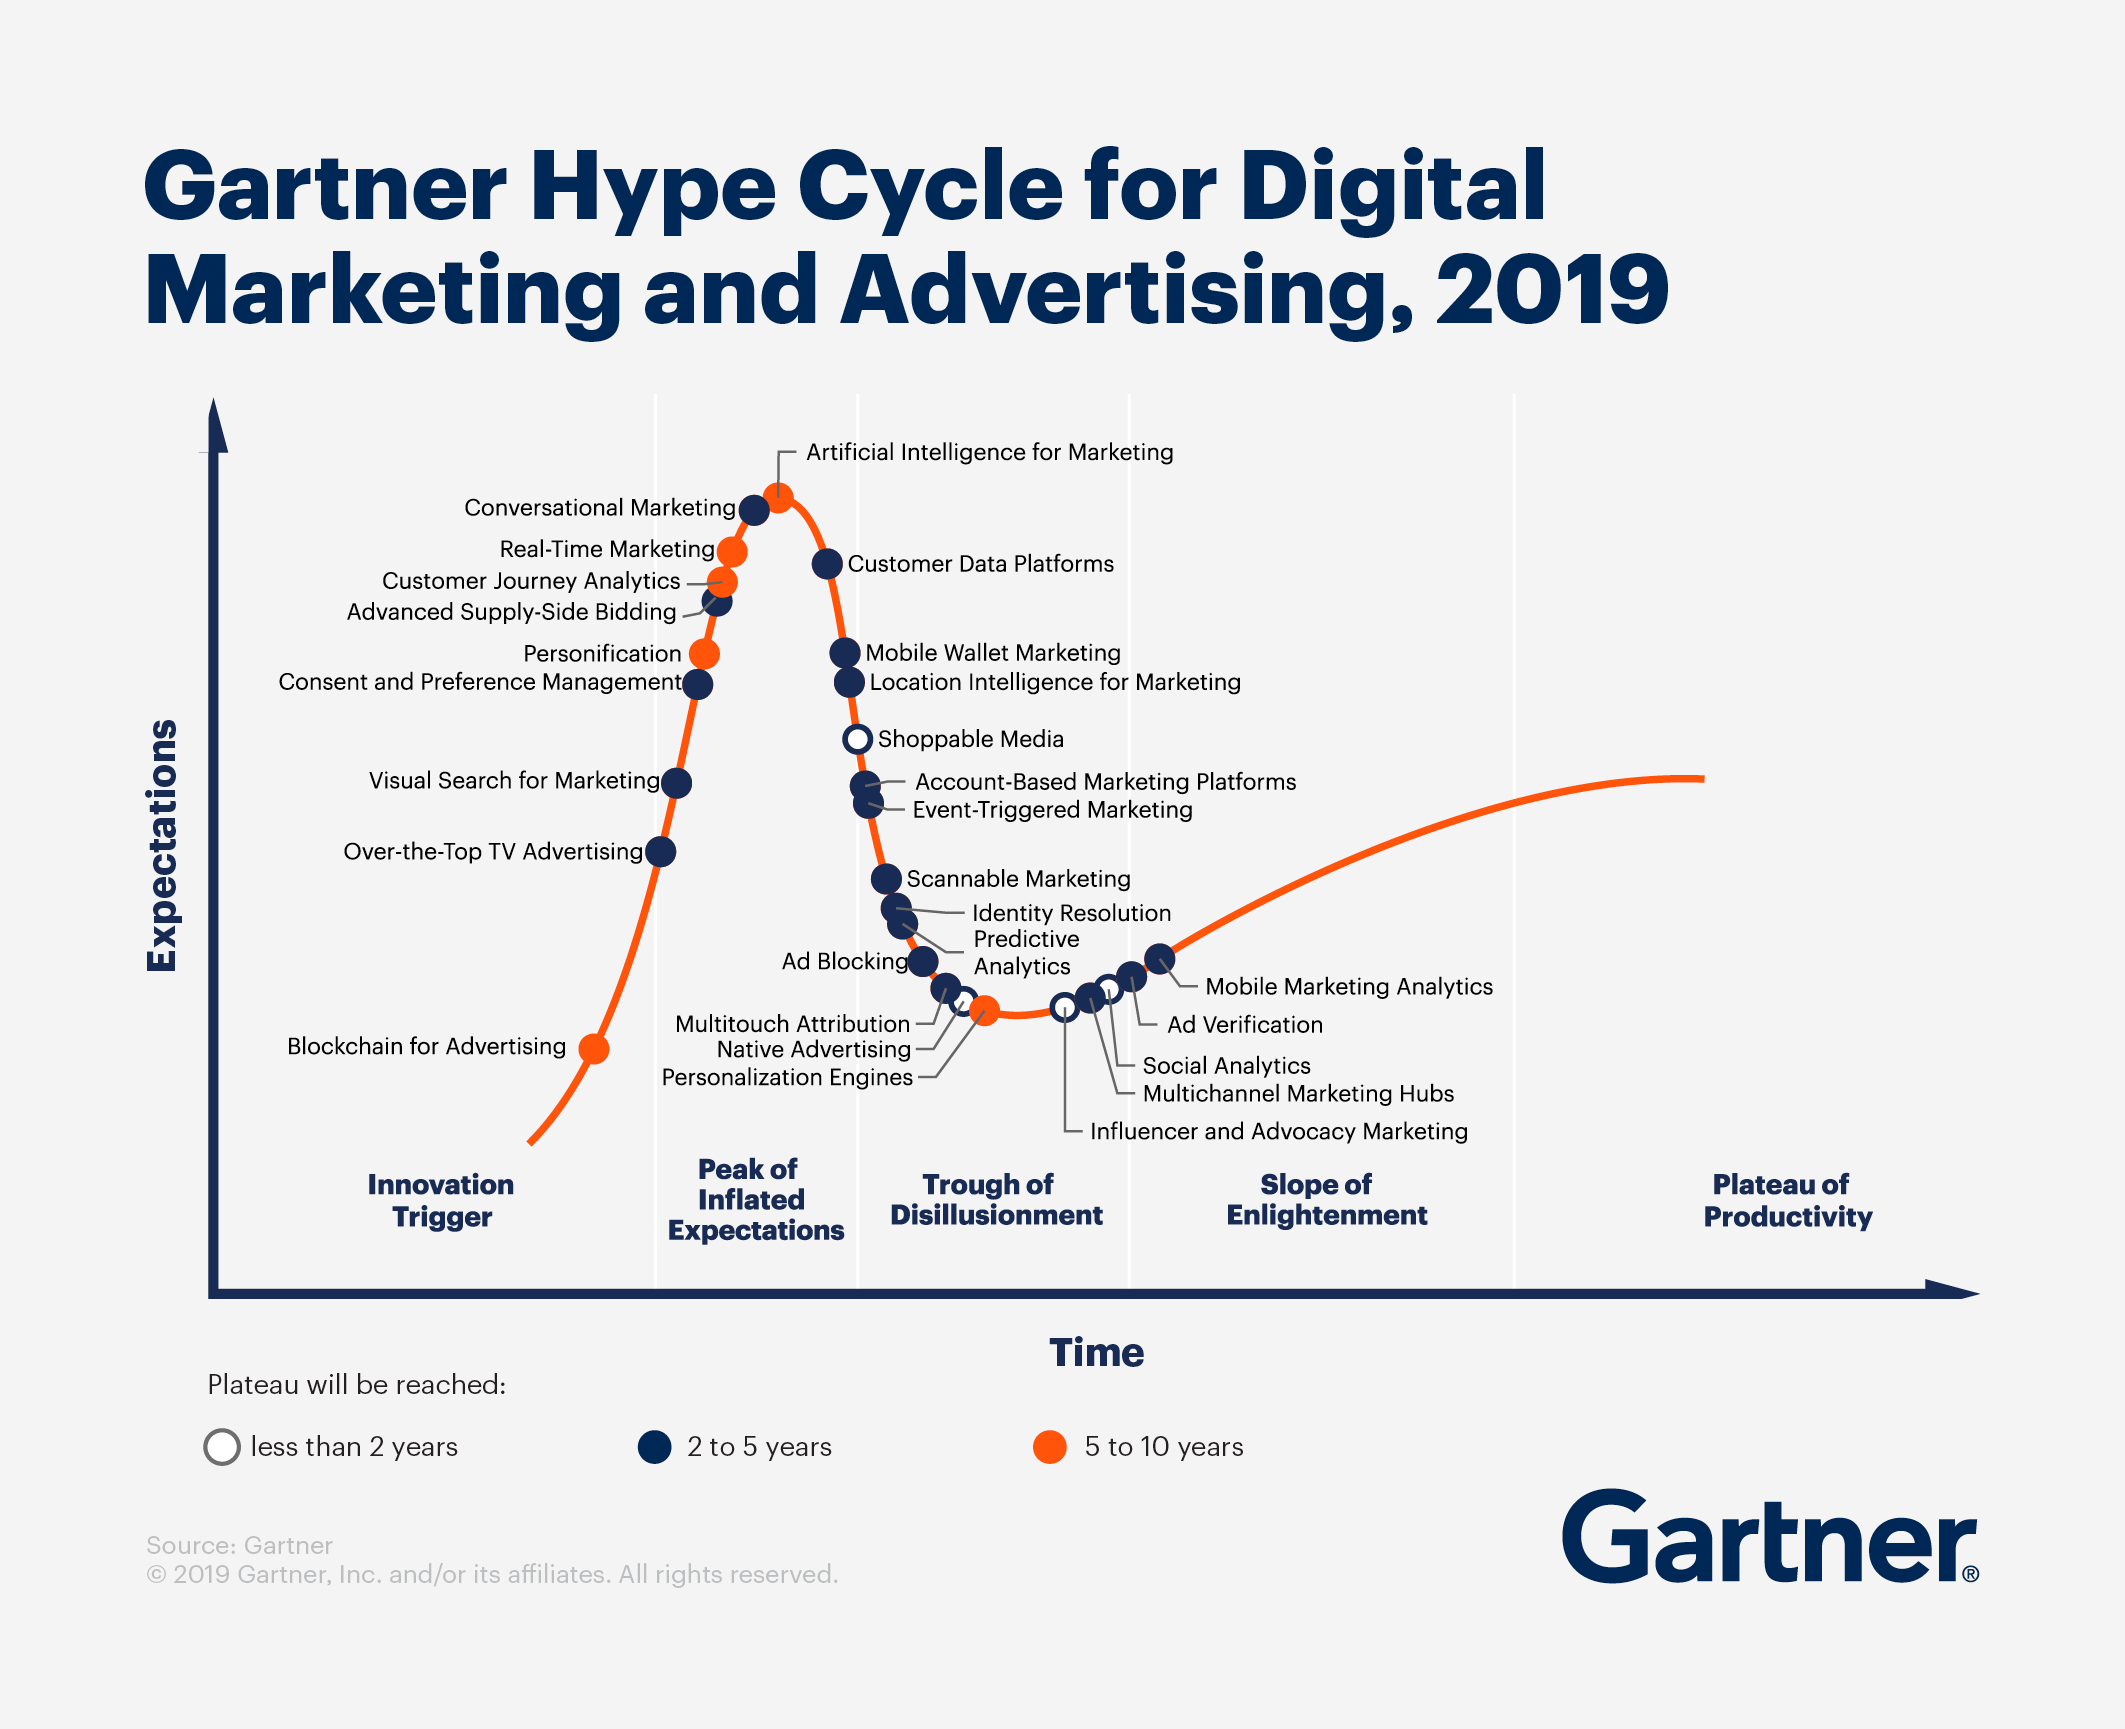 Gartner Hype Cycle for Digital
Marketing and Advertising, 2019
Expectations
Artificial Intelligence for Marketing
Conversational Marketing
Real-Time Marketing
Customer Journey Analytics
Advanced Supply-Side Bidding
Personification
Consent and Preference Management
Visual Search for Marketing
Over-the-Top TV Advertising
Blockchain for Advertising
Customer Data Platforms
Mobile Wallet Marketing
Location Intelligence for Marketing
Shoppable Media
Account-Based Marketing Platforms
Event-Triggered Marketing
Scannable Marketing
Identity Resolution
Predictive
Analytics
Ad Blocking
Multitouch Attribution
Native Advertising
Personalization Engines
Mobile Marketing Analytics
Ad Verification
Social Analytics
Multichannel Marketing Hubs
Influencer and Advocacy Marketing
Innovation
Trigger
Peak of
Inflated
Expectations
Trough of
Disillusionment
Slope of
Enlightenment
Plateau of
Productivity
Time
Plateau will be reached:
less than 2 years
2 to 5 years
5 to 10 years
Source: Gartner
© 2019 Gartner, Inc. and/or its affiliates. All rights reserved.
Gartner®